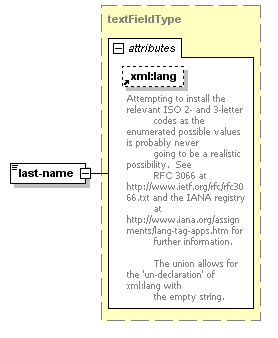 textFieldType
attributes
xml:lang
Attempting to install the
relevant ISO 2- and 3-letter
codes as the
enumerated possible values
is probably never
going to be a realistic
possibility. See
RFC 3066 at
http://www.ietf.org/rfc/rfc30
66.txt and the IANA registry
at
http://www.iana.org/assign
ments/lang-tag-apps.htm for
further information.
The union allows for
the 'un-declaration' of
xml:lang with
the empty string.
last-name